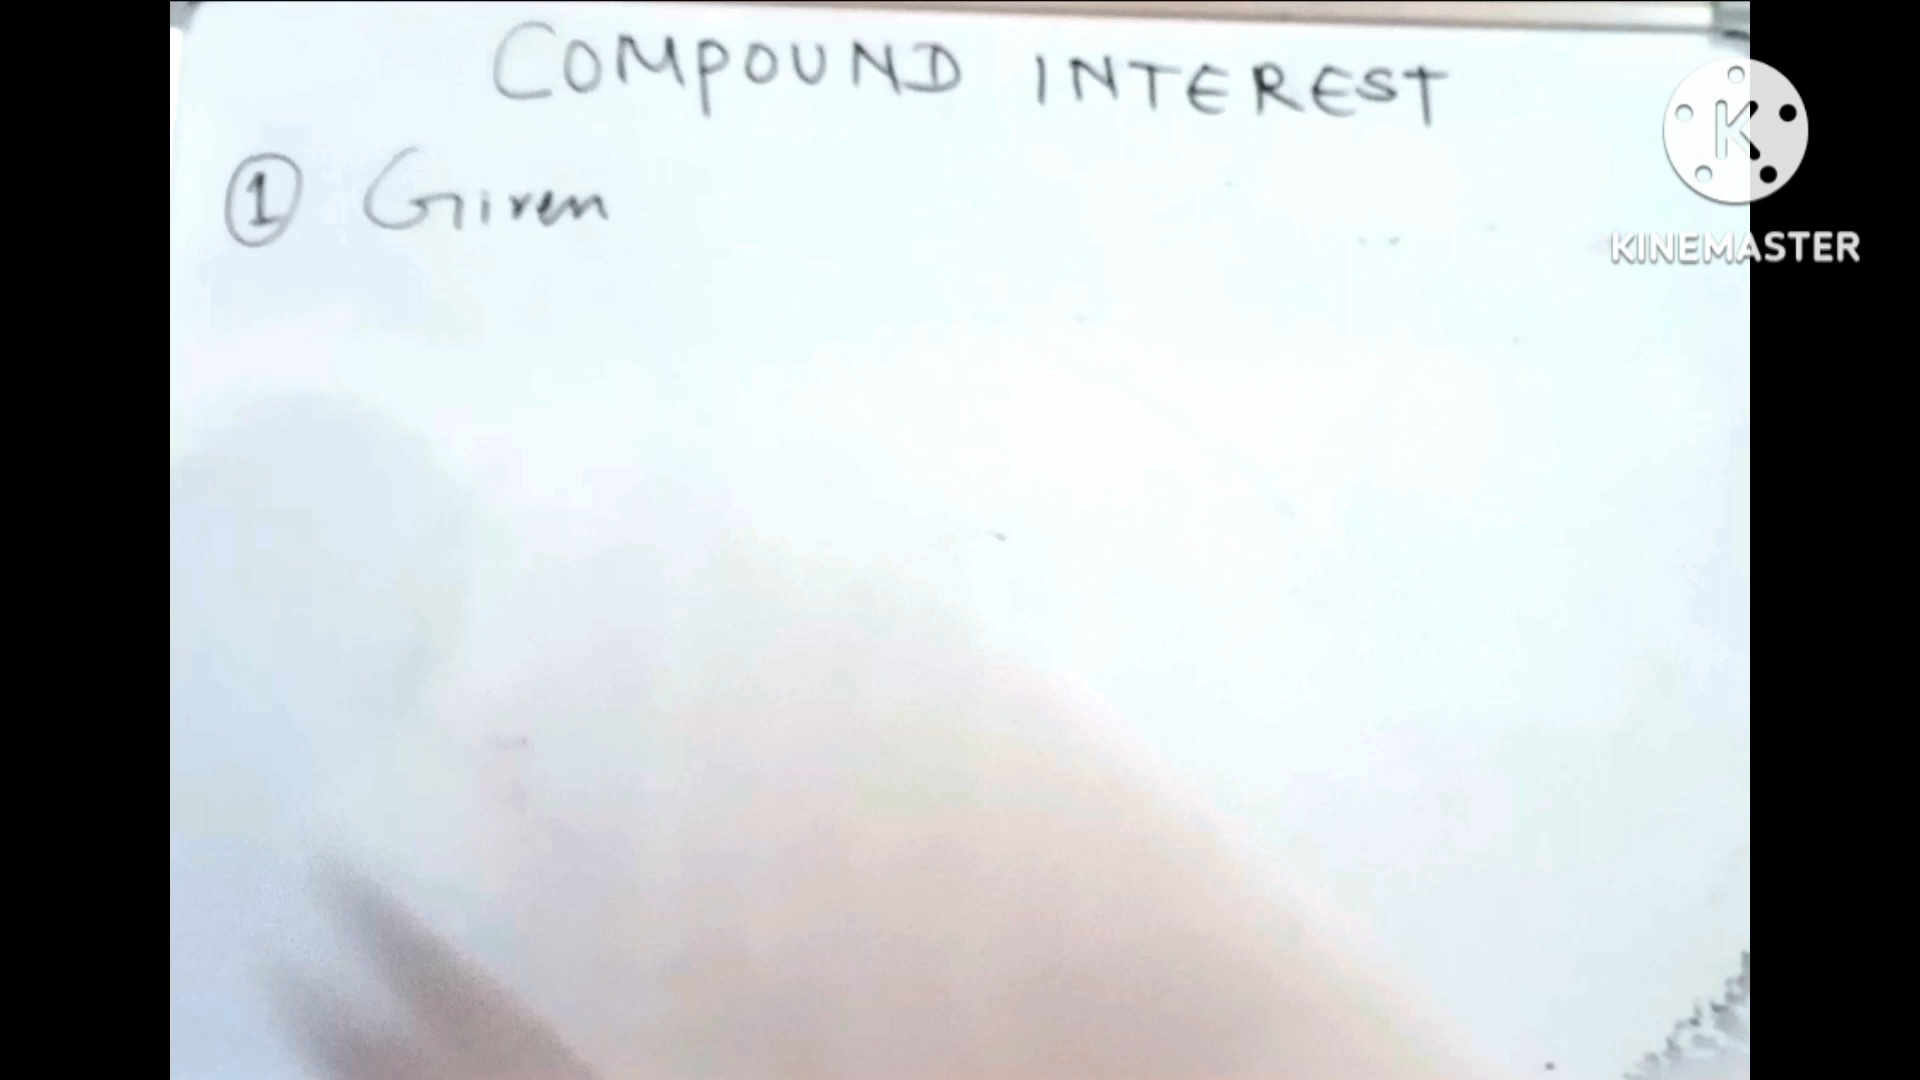 COMPOUND INTEREST
① Given
K
KINEMASTER